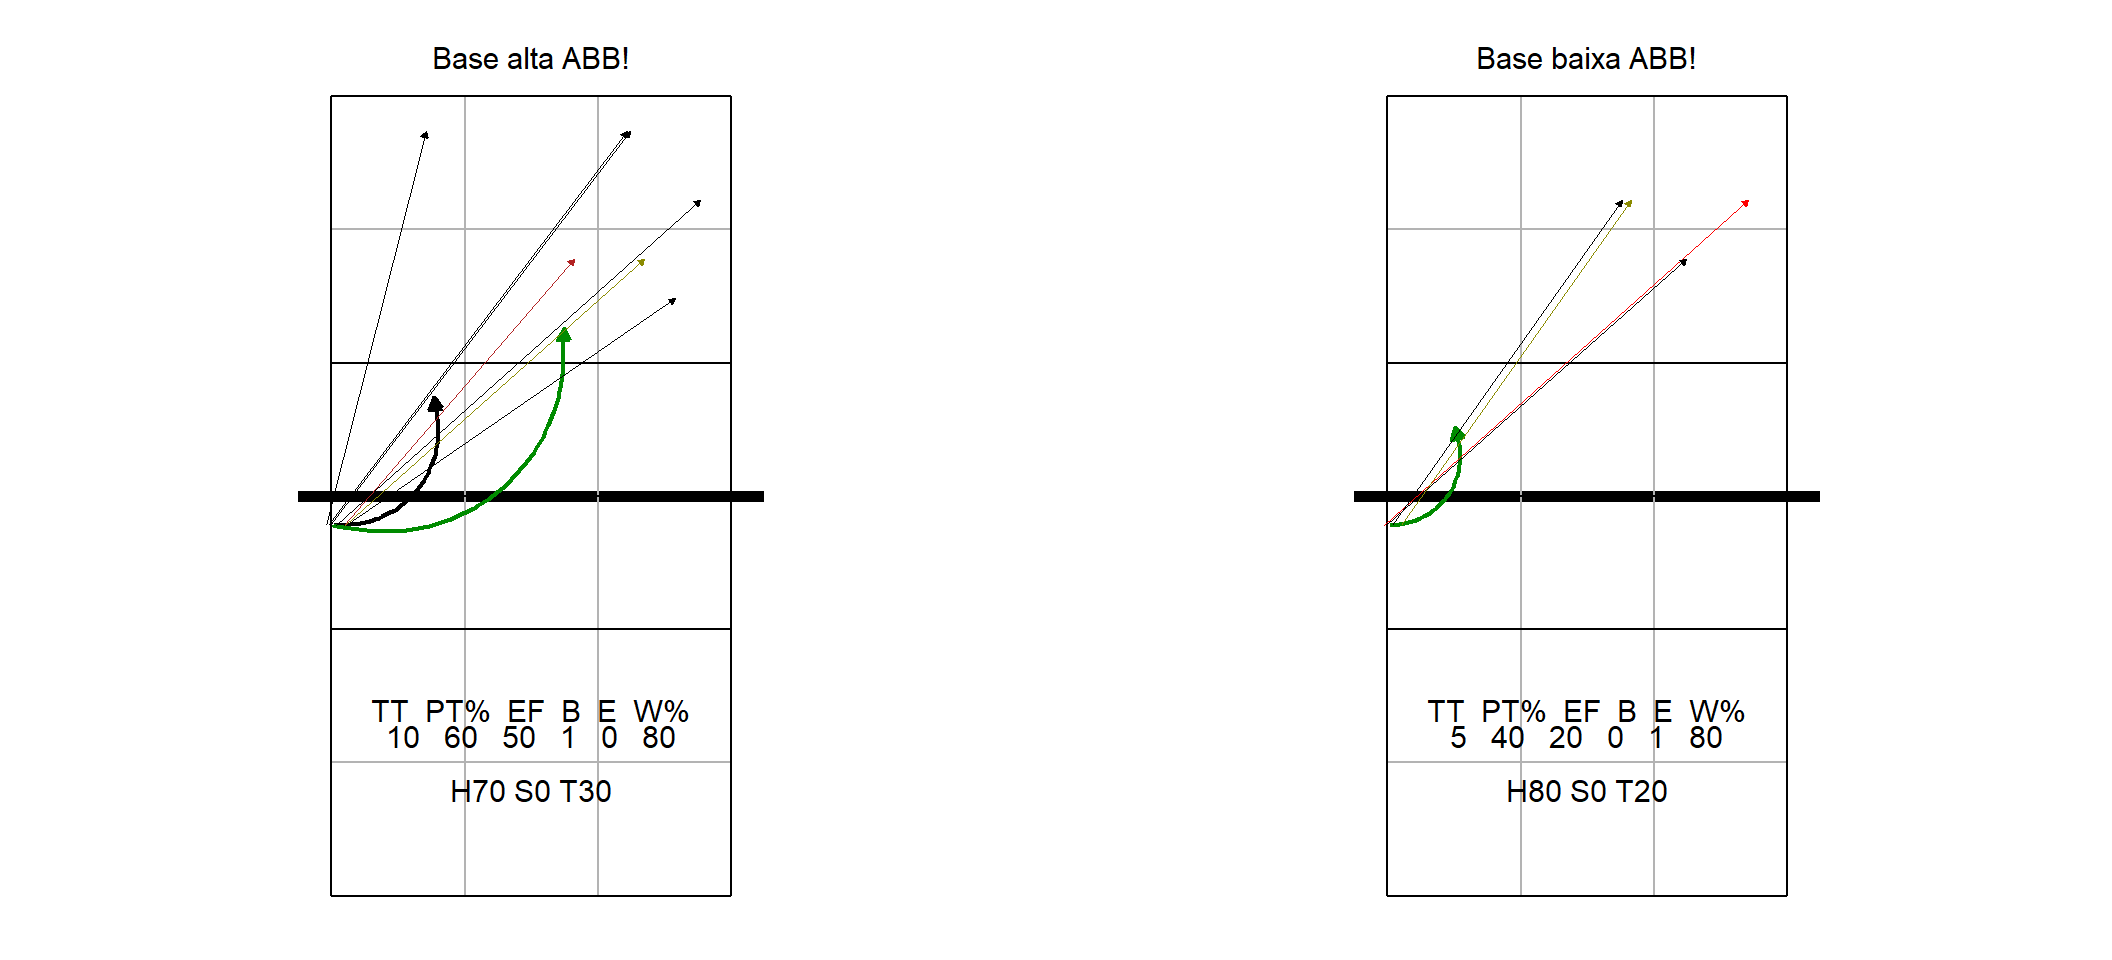 Base alta ABB!
TT PT% EF B E W%
10 60 50 1 0 80
H70 S0 T30
Base baixa ABB!
TT PT% EF B E W%
5 40 20 0 1 80
H80 S0 T20